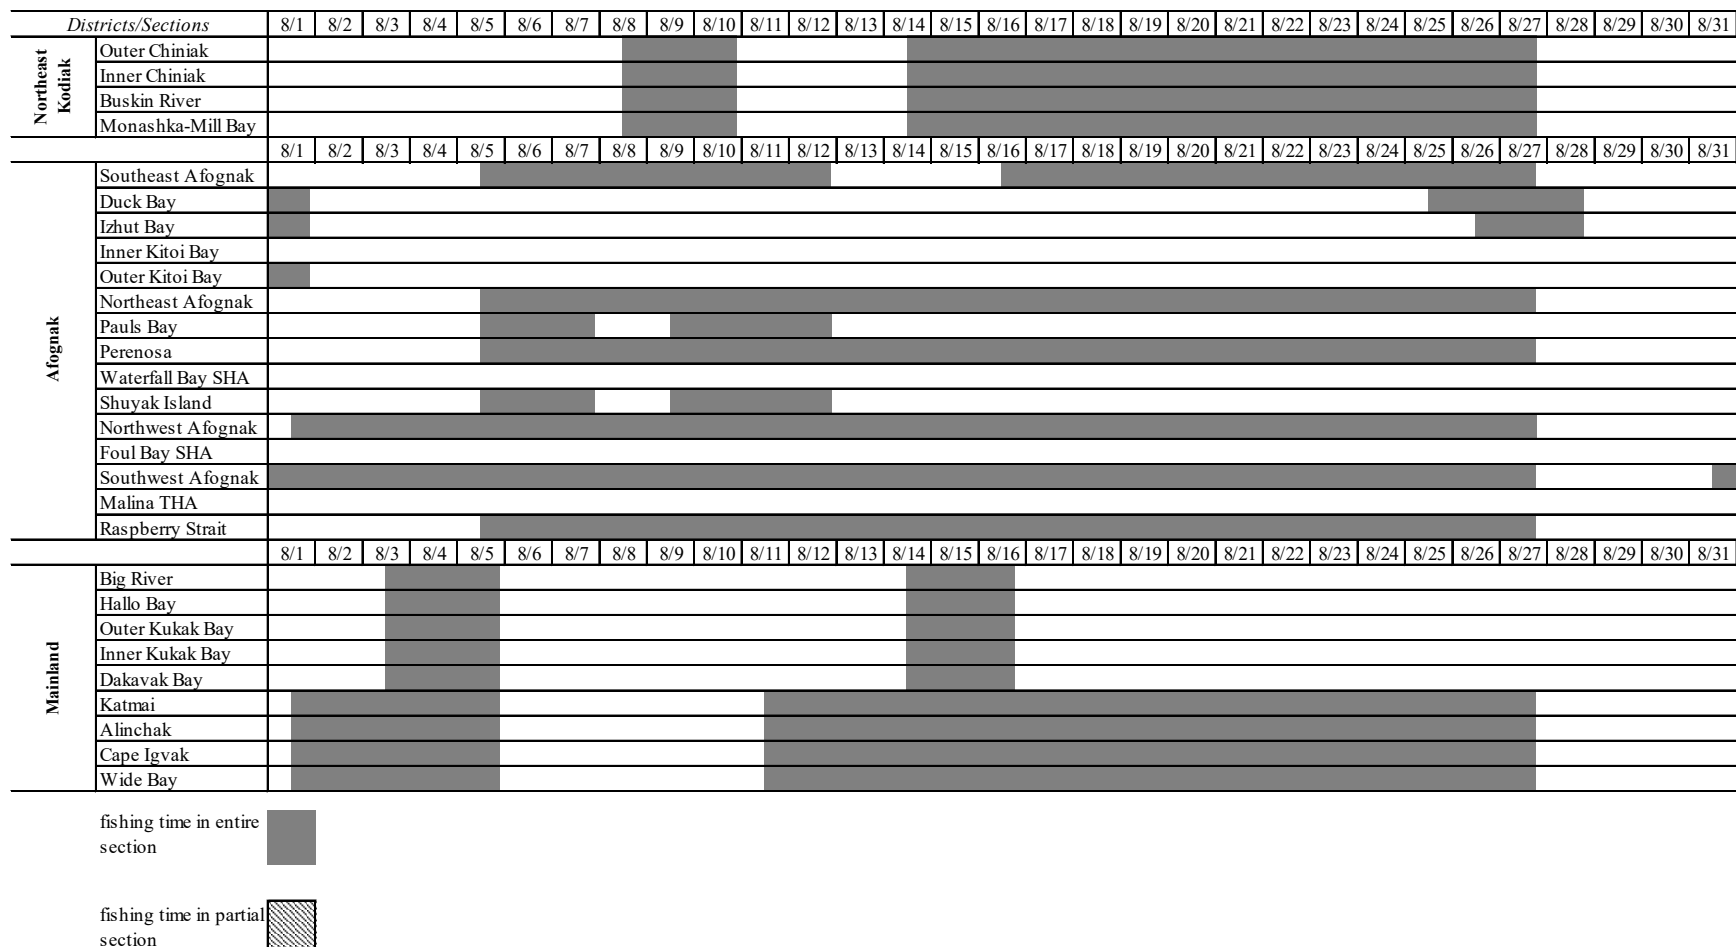 Districts/Sections 8/1 8/2 8/3 8/4 8/5 8/6 8/7 8/8 8/9 8/10 8/11 8/12 8/13 8/14 8/15 8/16 8/17 8/18 8/19 8/20 8/21 8/22 8/23 8/24 8/25 8/26 8/27 8/28 8/29 8/30 8/31
Northeast
Kodiak
Outer Chiniak
Inner Chiniak
Buskin River
Monashka-Mill Bay
8/1 8/2 8/3 8/4 8/5 8/6 8/7 8/8 8/9 8/10 8/11 8/12 8/13 8/14 8/15 8/16 8/17 8/18 8/19 8/20 8/21 8/22 8/23 8/24 8/25 8/26 8/27 8/28 8/29 8/30 8/31
Afognak
Southeast Afognak
Duck Bay
Izhut Bay
Inner Kitoi Bay
Outer Kitoi Bay
Northeast Afognak
Pauls Bay
Perenosa
Waterfall Bay SHA
Shuyak Island
Northwest Afognak
Foul Bay SHA
Southwest Afognak
Malina THA
Raspberry Strait
8/1 8/2 8/3 8/4 8/5 8/6 8/7 8/8 8/9 8/10 8/11 8/12 8/13 8/14 8/15 8/16 8/17 8/18 8/19 8/20 8/21 8/22 8/23 8/24 8/25 8/26 8/27 8/28 8/29 8/30 8/31
Mainland
Big River
Hallo Bay
Outer Kukak Bay
Inner Kukak Bay
Dakavak Bay
Katmai
Alinchak
Cape Igvak
Wide Bay
fishing time in entire
section
fishing time in partial
section